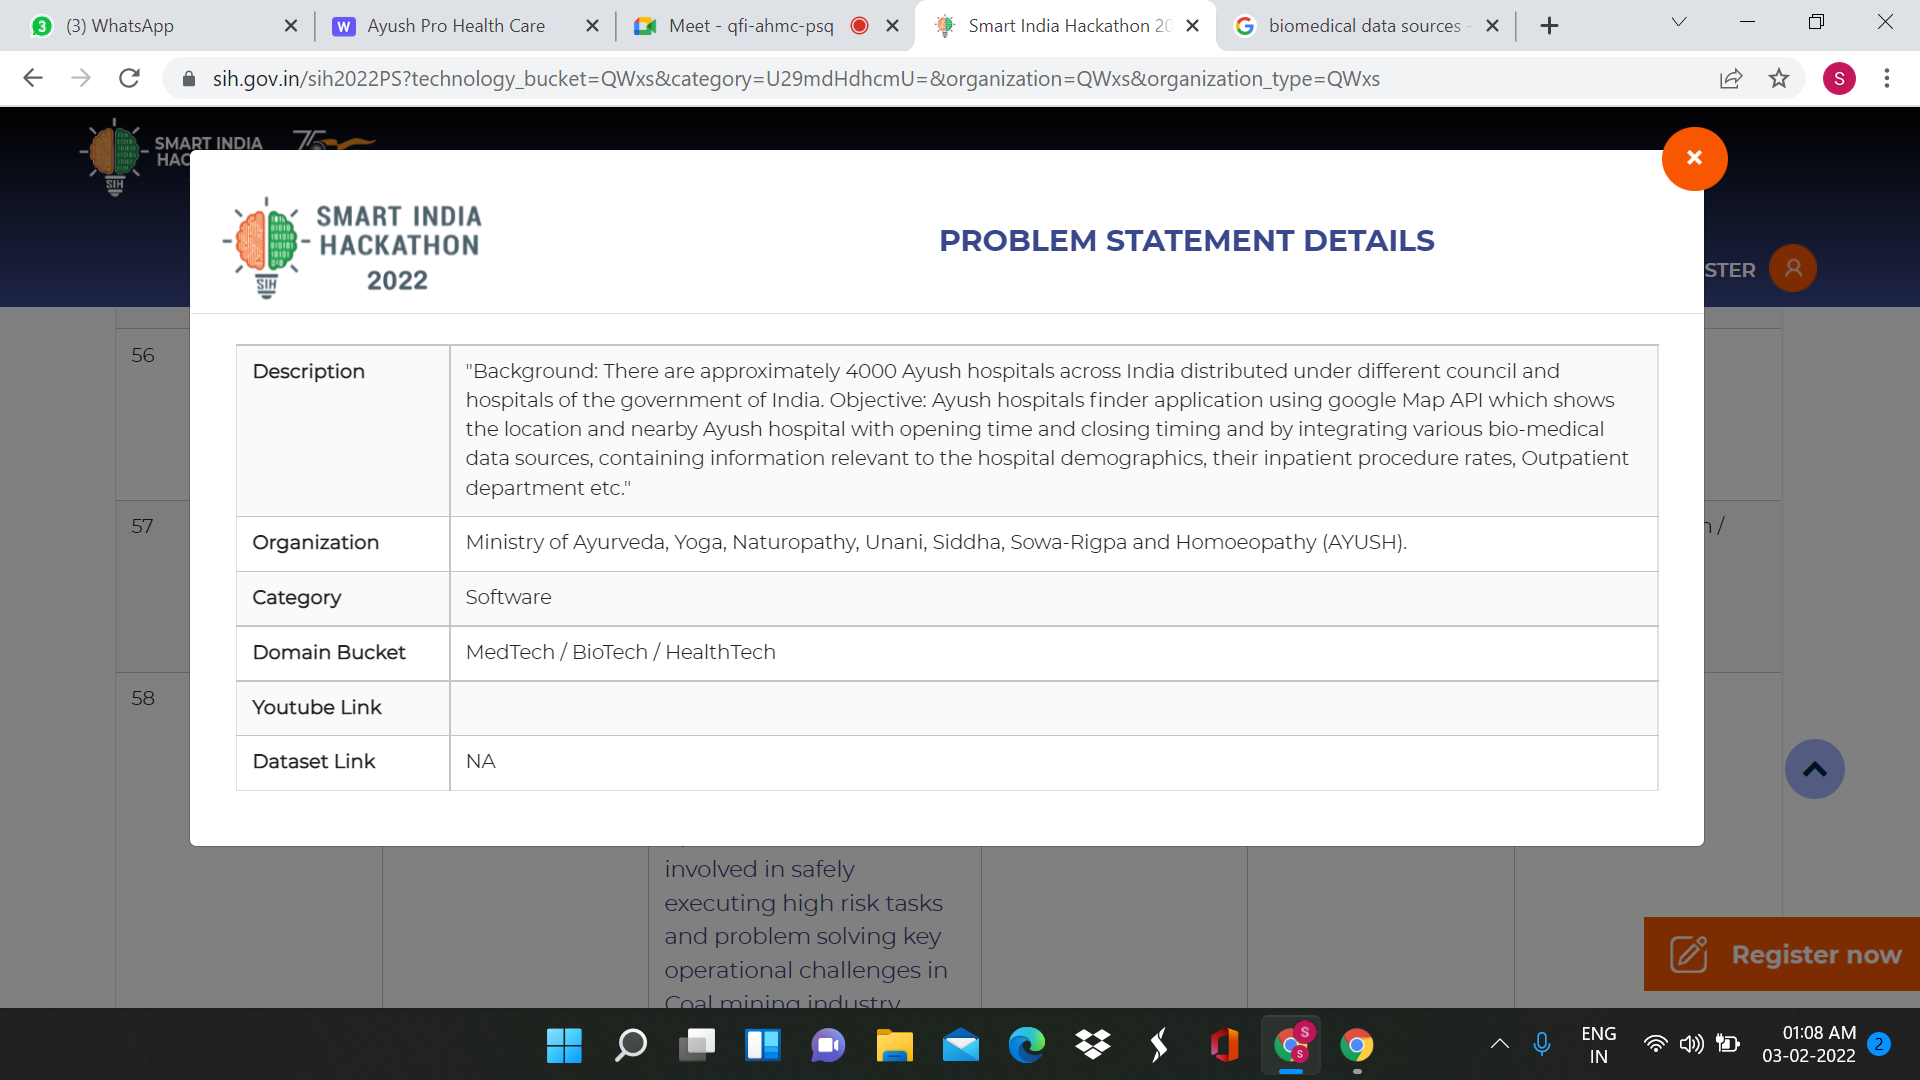 3 (3) WhatsApp
W Ayush Pro Health Care
Meet - qfi-ahmc-psq
Smart India Hackathon 20
biomedical data sources -
sih.gov.in/sih2022PS?technology_bucket=QWxs&category=U29mdHdhcmU=&organization=QWxs&organization_type=QWxs
S
SMART INDIA
HAC
SIH
75
SMART INDIA
HACKATHON
2022
SIH
PROBLEM STATEMENT DETAILS
STER
56
57
58
Description
"Background: There are approximately 4000 Ayush hospitals across India distributed under different council and
hospitals of the government of India. Objective: Ayush hospitals finder application using google Map API which shows
the location and nearby Ayush hospital with opening time and closing timing and by integrating various bio-medical
data sources, containing information relevant to the hospital demographics, their inpatient procedure rates, Outpatient
department etc."
Organization
Ministry of Ayurveda, Yoga, Naturopathy, Unani, Siddha, Sowa-Rigpa and Homoeopathy (AYUSH).
Category
Software
Domain Bucket
MedTech / BioTech / HealthTech
Youtube Link
Dataset Link
NA
involved in safely
executing high risk tasks
and problem solving key
operational challenges in
Coal mining industry
Register now
ENG
IN
01:08 AM
03-02-2022
2